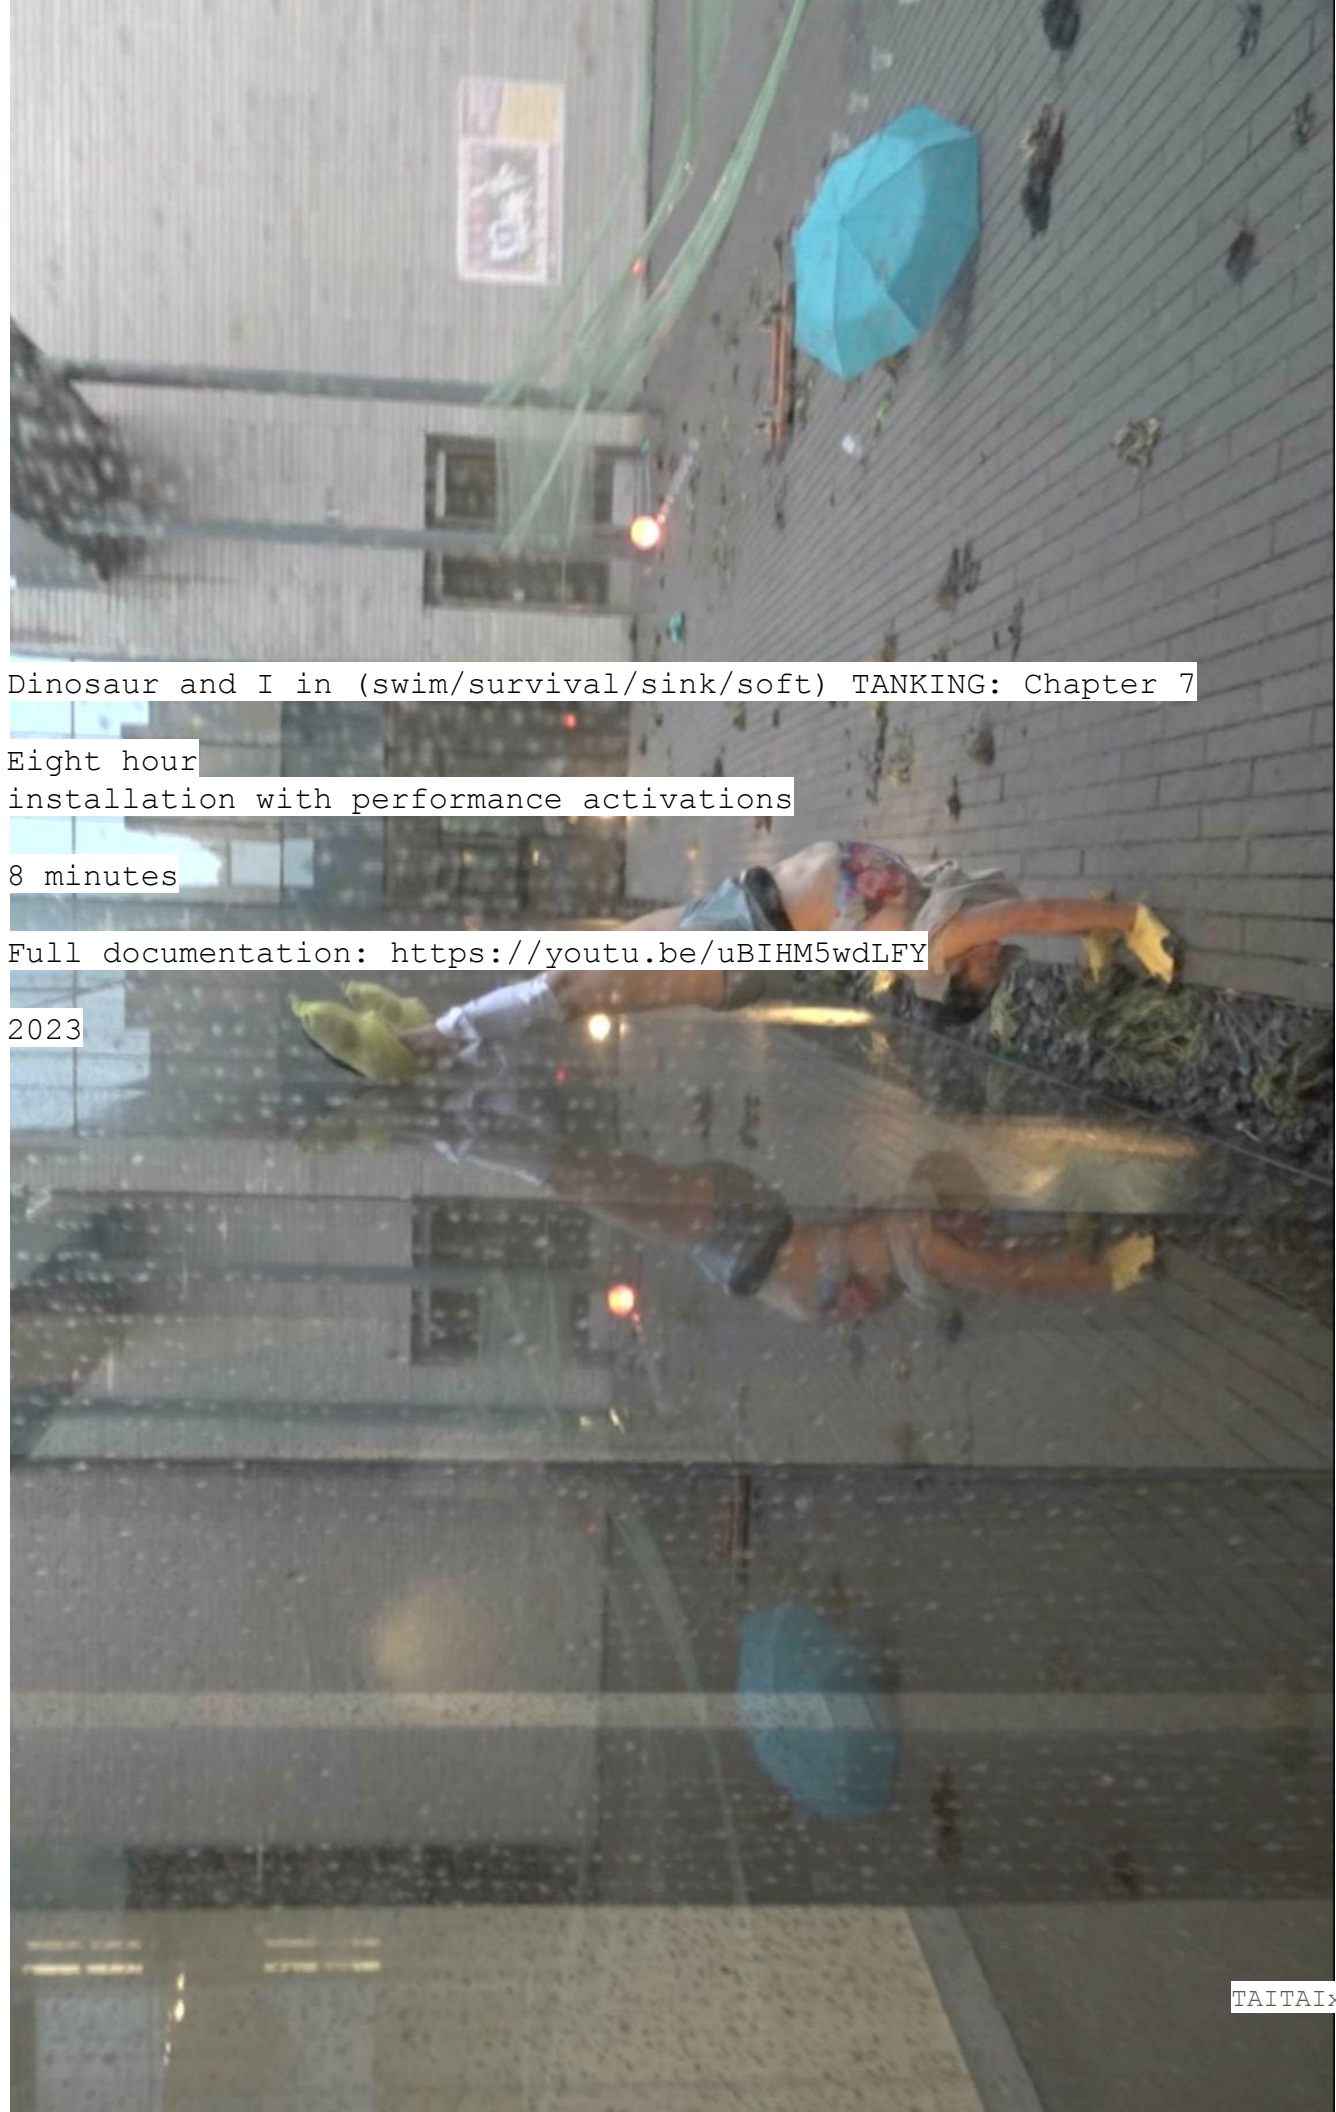 Dinosaur and I in (swim/survival/sink/soft) TANKING: Chapter 7
Eight hour
installation with performance activations
8 minutes
Full documentation: https://youtu.be/uBIHM5wdLFY
2023
TAITAIx